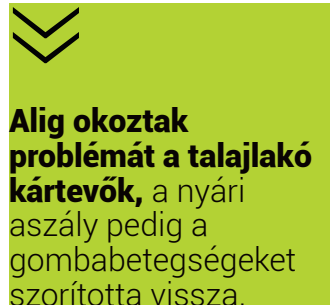 Alig okoztak
problémát a talajlakó
kártevők, a nyári
aszály pedig a
gombabetegségeket
szorította vissza.